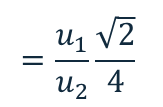 = u₁/u₂ √2/4